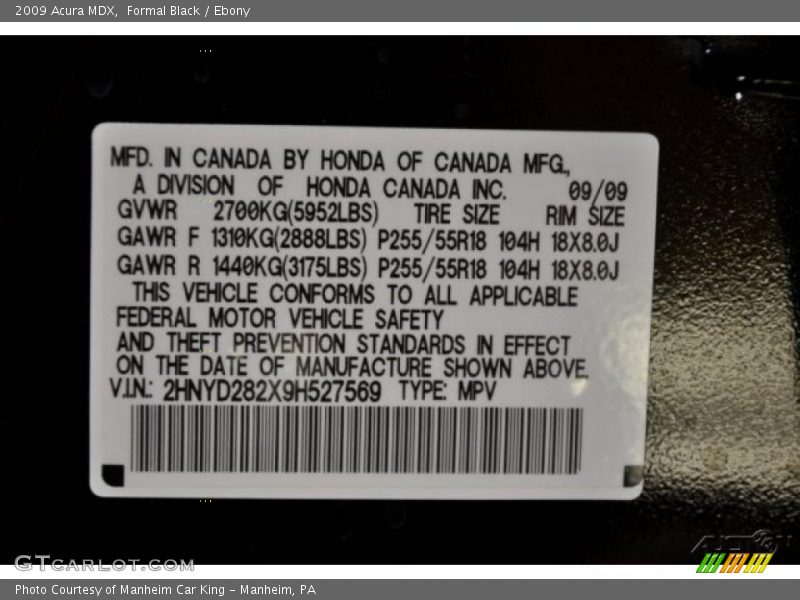 2009 Acura MDX,  Formal Black / Ebony
MFD. IN CANADA BY HONDA OF CANADA MFG.,
A DIVISION OF HONDA CANADA INC. 09/09
GVWR 2700KG(5952LBS) TIRE SIZE RIM SIZE
GAWR F 1310KG(2888LBS) P255/55R18 104H 18X8.0J
GAWR R 1440KG(3175LBS) P255/55R18 104H 18X8.0J
THIS VEHICLE CONFORMS TO ALL APPLICABLE
FEDERAL MOTOR VEHICLE SAFETY
AND THEFT PREVENTION STANDARDS IN EFFECT
ON THE DATE OF MANUFACTURE SHOWN ABOVE.
V.I.N.: 2HNYD282X9H527569 TYPE: MPV
GTCarLot.com
Photo Courtesy of Manheim Car King - Manheim, PA